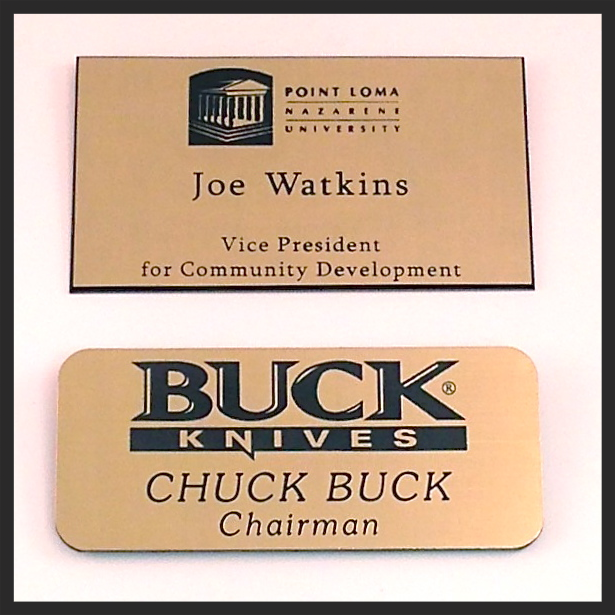 POINT LOMA
NAZARENE
UNIVERSITY
Joe Watkins
Vice President
for Community Development
BUCK®
KNIVES
CHUCK BUCK
Chairman